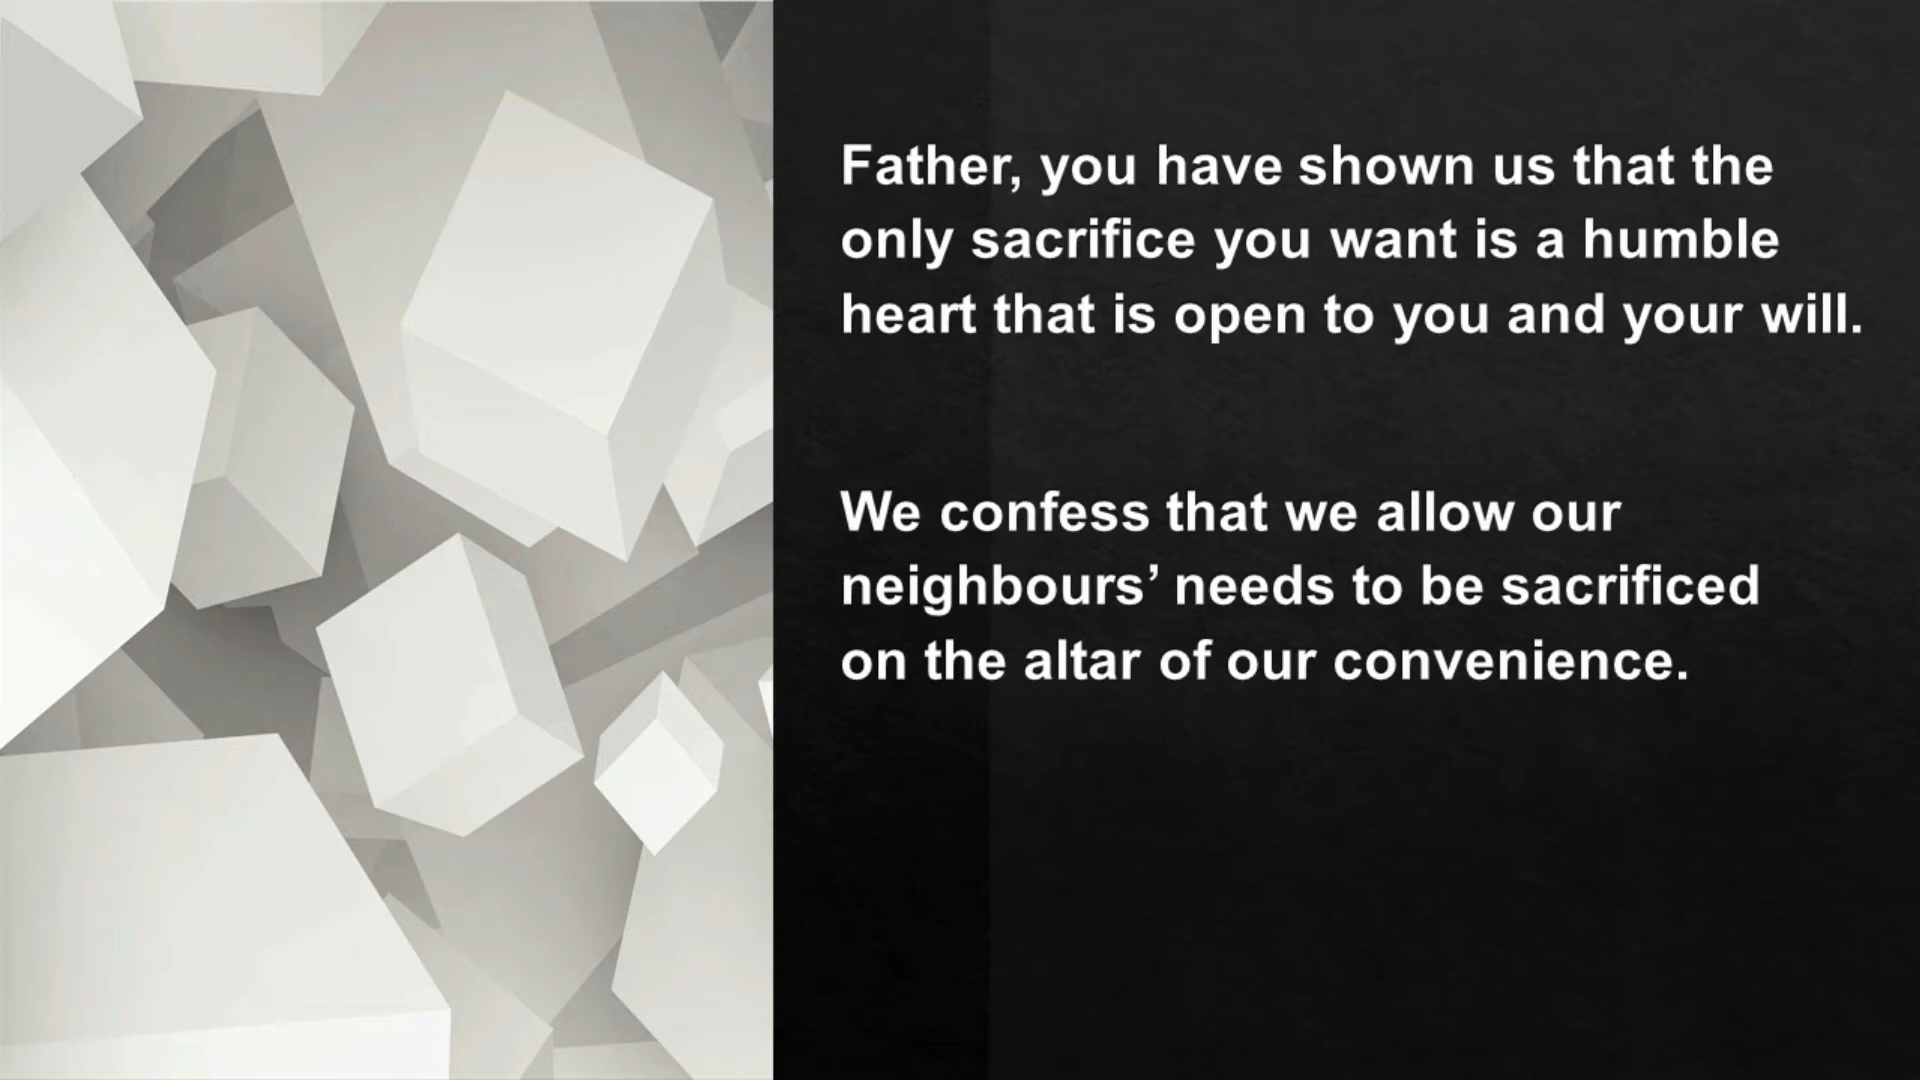 Father, you have shown us that the
only sacrifice you want is a humble
heart that is open to you and your will.
We confess that we allow our
neighbours’ needs to be sacrificed
on the altar of our convenience.